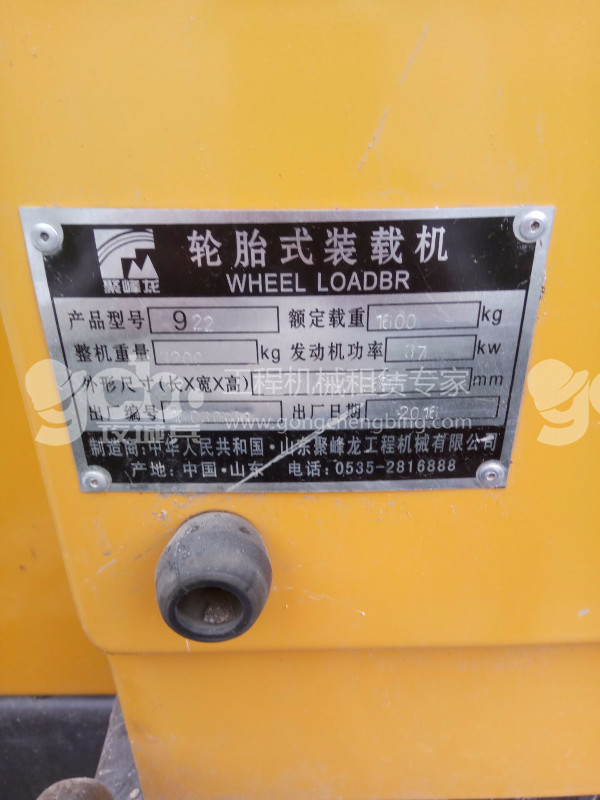 轮胎式装载机
聚峰龙
WHEEL LOADBR
产品型号 922 额定载重 1600 kg
整机重量 kg 发动机功率 37 kw
外形尺寸(长X宽X高) mm
工程机械租赁专家
出厂编号 出厂日期 2016
www.gongchengbing.com
制造商:中华人民共和国·山东聚峰龙工程机械有限公司
产地:中国·山东 电话:0535-2816888